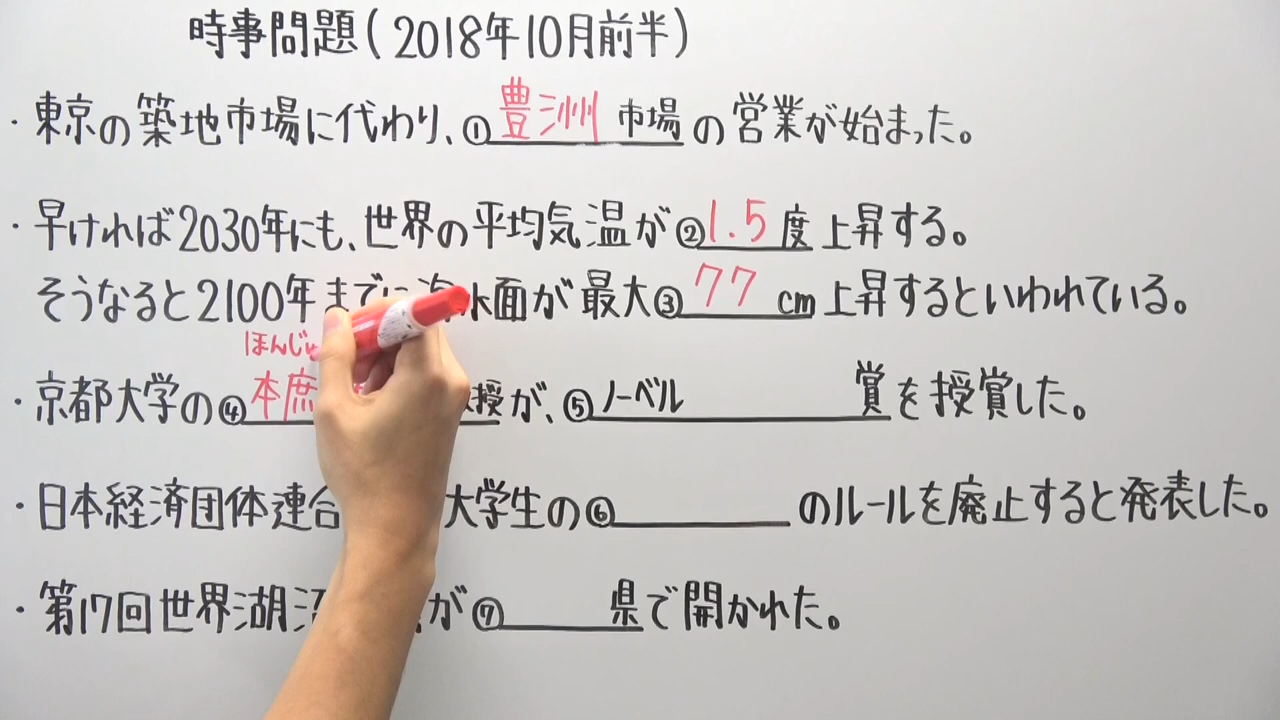 時事問題(2018年10月前半)
・東京の築地市場に代わり、①豊洲市場の営業が始まった。
・早ければ2030年にも、世界の平均気温が②1.5度上昇する。
そうなると2100年までに 水面が最大③77cm上昇するといわれている。
ほんじ
・京都大学の④本庶 授が、⑤ノーベル 賞を授賞した。
・日本経済団体連合 大学生の⑥ のルールを廃止すると発表した。
・第17回世界湖沼 が⑦ 県で開かれた。